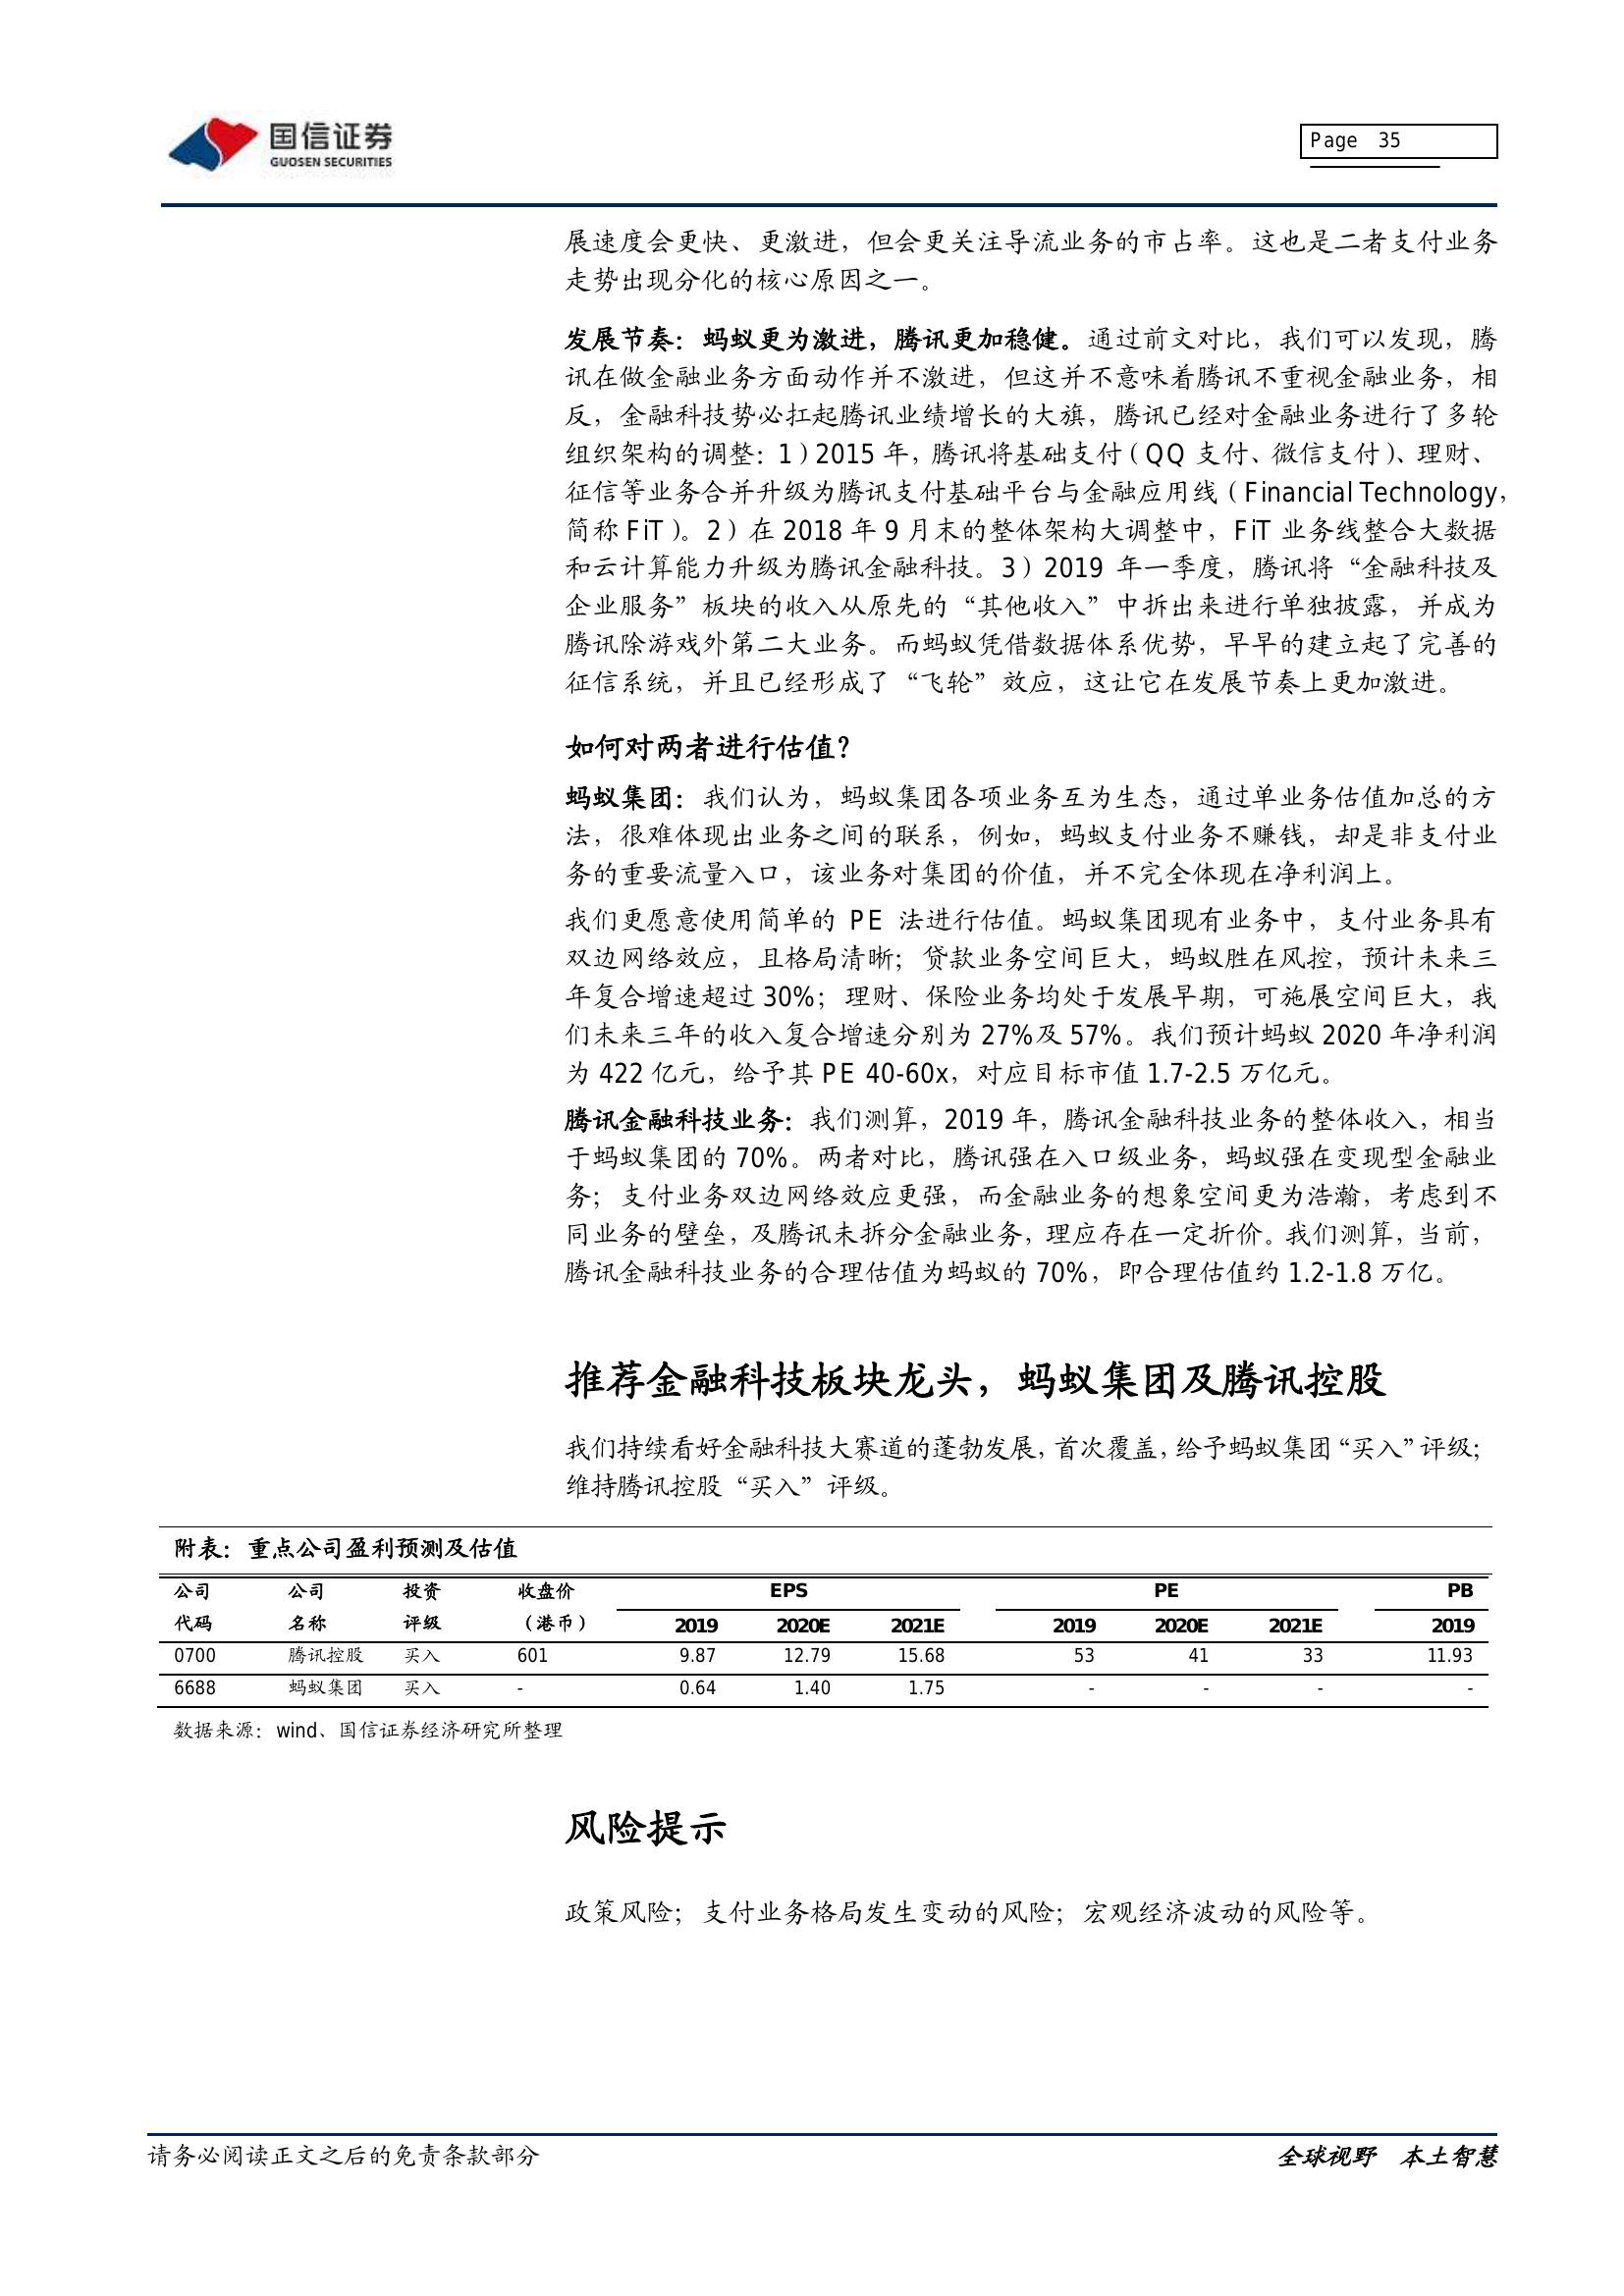 国信证券
GUOSEN SECURITIES
Page 35
展速度会更快、更激进，但会更关注导流业务的市占率。这也是二者支付业务
走势出现分化的核心原因之一。
发展节奏：蚂蚁更为激进，腾讯更加稳健。通过前文对比，我们可以发现，腾
讯在做金融业务方面动作并不激进，但这并不意味着腾讯不重视金融业务，相
反，金融科技势必扛起腾讯业绩增长的大旗，腾讯已经对金融业务进行了多轮
组织架构的调整：1）2015 年，腾讯将基础支付（QQ 支付、微信支付）、理财、
征信等业务合并升级为腾讯支付基础平台与金融应用线（Financial Technology，
简称 FiT）。2）在 2018 年 9 月末的整体架构大调整中，FiT 业务线整合大数据
和云计算能力升级为腾讯金融科技。3）2019 年一季度，腾讯将“金融科技及
企业服务”板块的收入从原先的“其他收入”中拆出来进行单独披露，并成为
腾讯除游戏外第二大业务。而蚂蚁凭借数据体系优势，早早的建立起了完善的
征信系统，并且已经形成了“飞轮”效应，这让它在发展节奏上更加激进。
如何对两者进行估值？
蚂蚁集团：我们认为，蚂蚁集团各项业务互为生态，通过单业务估值加总的方
法，很难体现出业务之间的联系，例如，蚂蚁支付业务不赚钱，却是非支付业
务的重要流量入口，该业务对集团的价值，并不完全体现在净利润上。
我们更愿意使用简单的 PE 法进行估值。蚂蚁集团现有业务中，支付业务具有
双边网络效应，且格局清晰；贷款业务空间巨大，蚂蚁胜在风控，预计未来三
年复合增速超过 30%；理财、保险业务均处于发展早期，可施展空间巨大，我
们未来三年的收入复合增速分别为 27%及 57%。我们预计蚂蚁 2020 年净利润
为 422 亿元，给予其 PE 40-60x，对应目标市值 1.7-2.5 万亿元。
腾讯金融科技业务：我们测算，2019 年，腾讯金融科技业务的整体收入，相当
于蚂蚁集团的 70%。两者对比，腾讯强在入口级业务，蚂蚁强在变现型金融业
务；支付业务双边网络效应更强，而金融业务的想象空间更为浩瀚，考虑到不
同业务的壁垒，及腾讯未拆分金融业务，理应存在一定折价。我们测算，当前，
腾讯金融科技业务的合理估值为蚂蚁的 70%，即合理估值约 1.2-1.8 万亿。
推荐金融科技板块龙头，蚂蚁集团及腾讯控股
我们持续看好金融科技大赛道的蓬勃发展，首次覆盖，给予蚂蚁集团“买入”评级；
维持腾讯控股“买入”评级。
附表：重点公司盈利预测及估值
公司 公司 投资 收盘价 EPS PE PB
代码 名称 评级 （港币） 2019 2020E 2021E 2019 2020E 2021E 2019
0700 腾讯控股 买入 601 9.87 12.79 15.68 53 41 33 11.93
6688 蚂蚁集团 买入 - 0.64 1.40 1.75 - - - -
数据来源：wind、国信证券经济研究所整理
风险提示
政策风险；支付业务格局发生变动的风险；宏观经济波动的风险等。
请务必阅读正文之后的免责条款部分
全球视野 本土智慧